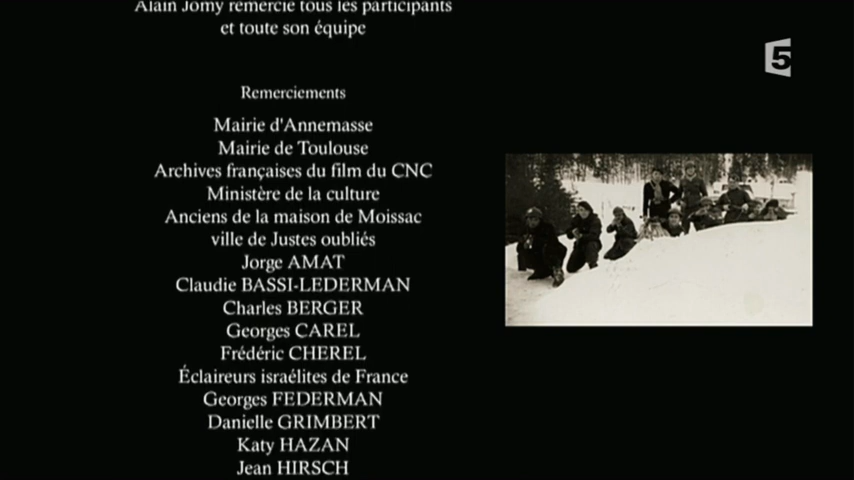 Alain Jomy remercie tous les participants
et toute son équipe
5
Remerciements
Mairie d'Annemasse
Mairie de Toulouse
Archives françaises du film du CNC
Ministère de la culture
Anciens de la maison de Moissac
ville de Justes oubliés
Jorge AMAT
Claudie BASSI-LEDERMAN
Charles BERGER
Georges CAREL
Frédéric CHEREL
Éclaireurs israélites de France
Georges FEDERMAN
Danielle GRIMBERT
Katy HAZAN
Jean HIRSCH